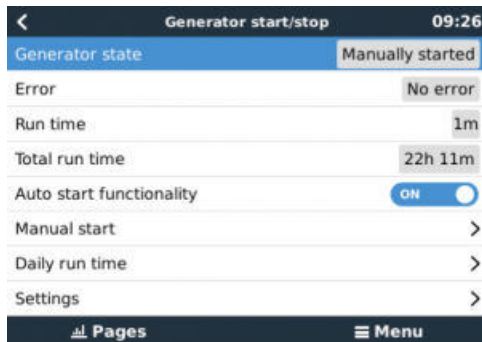 Generator start/stop 09:26
Generator state Manually started
Error No error
Run time 1m
Total run time 22h 11m
Auto start functionality ON
Manual start
Daily run time
Settings
Pages Menu